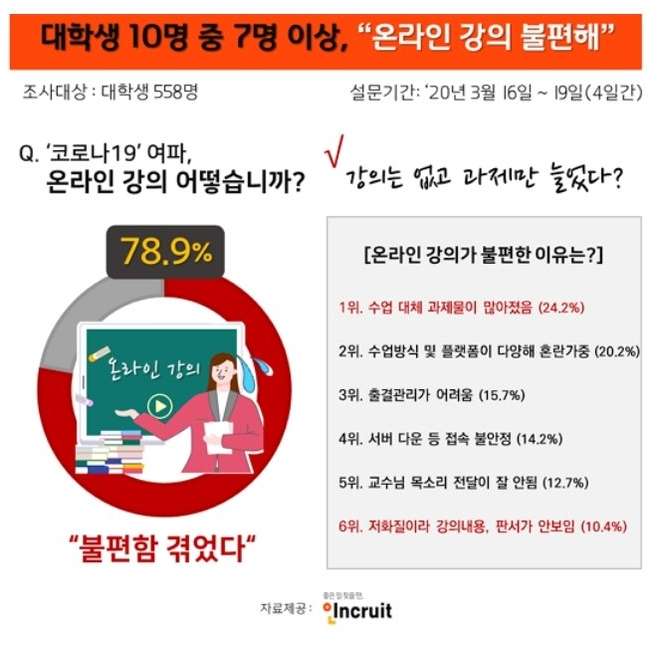 대학생 10명 중 7명 이상, “온라인 강의 불편해”
조사대상 : 대학생 558명
설문기간: ‘20년 3월 16일 ~ 19일(4일간)
Q. ‘코로나19’ 여파,
온라인 강의 어떻습니까?
78.9%
온라인 강의
“불편함 겪었다“
√ 강의는 없고 과제만 늘었다?
[온라인 강의가 불편한 이유는?]
1위. 수업 대체 과제물이 많아졌음 (24.2%)
2위. 수업방식 및 플랫폼이 다양해 혼란가중 (20.2%)
3위. 출결관리가 어려움 (15.7%)
4위. 서버 다운 등 접속 불안정 (14.2%)
5위. 교수님 목소리 전달이 잘 안됨 (12.7%)
6위. 저화질이라 강의내용, 판서가 안보임 (10.4%)
자료제공 :
좋은 일 찾을 땐,
인 Incruit